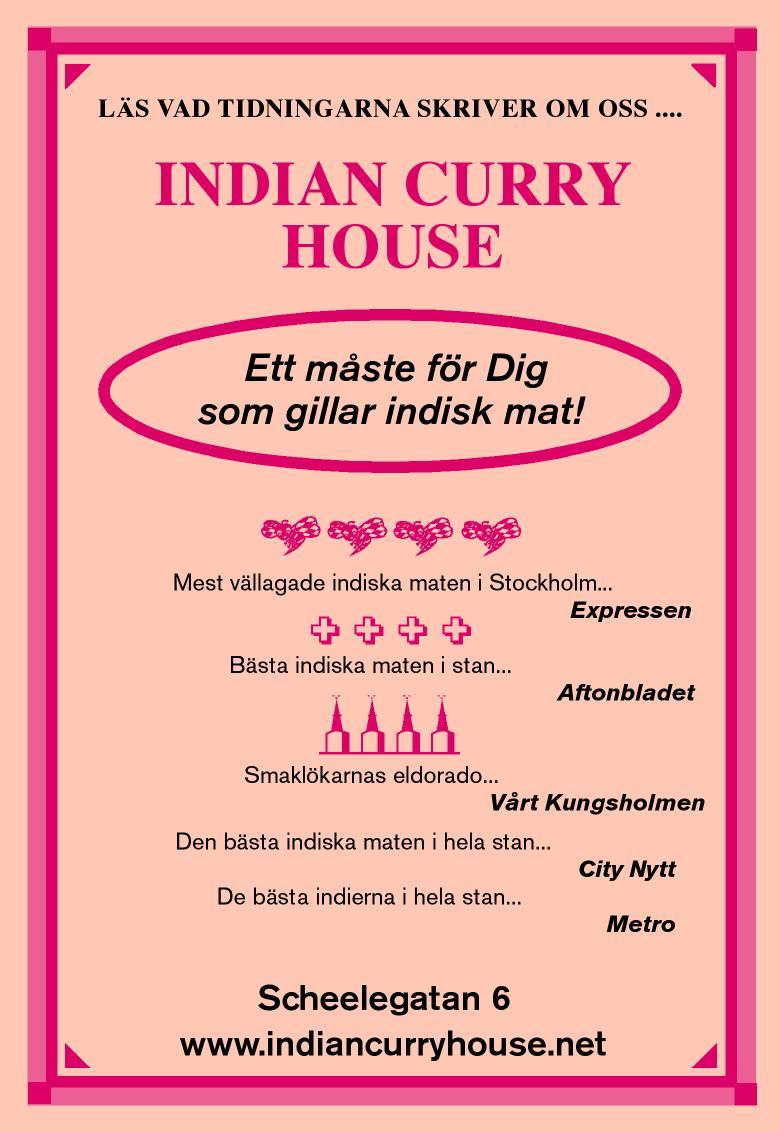 LÄS VAD TIDNINGARNA SKRIVER OM OSS ....
INDIAN CURRY
HOUSE
Ett måste för Dig
som gillar indisk mat!
Mest vällagade indiska maten i Stockholm...
Expressen
Bästa indiska maten i stan...
Aftonbladet
Smaklökarnas eldorado...
Vårt Kungsholmen
Den bästa indiska maten i hela stan...
City Nytt
De bästa indierna i hela stan...
Metro
Scheelegatan 6
www.indiancurryhouse.net